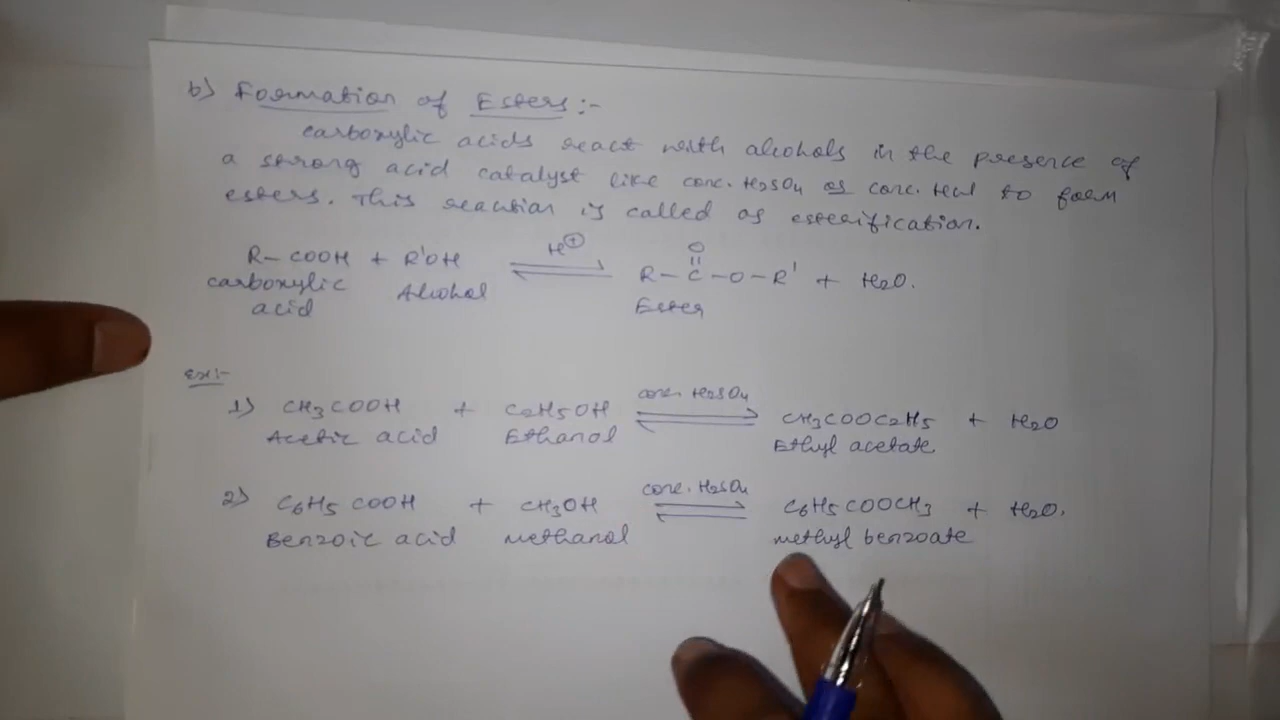 b) Formation of Esters :-
carboxylic acids react with alcohols in the presence of
a strong acid catalyst like conc. H2SO4 or conc. HCl to form
esters. This reaction is called as esterification.
R-COOH + R'OH ⇌ H⊕ R-C-O-R' + H2O.
O
||
carboxylic acid
Alcohol
Ester
Ex:-
1) CH3COOH + C2H5OH ⇌ conc. H2SO4 CH3COOC2H5 + H2O
Acetic acid Ethanol Ethyl acetate
2) C6H5COOH + CH3OH ⇌ conc. H2SO4 C6H5COOCH3 + H2O.
Benzoic acid methanol methyl benzoate